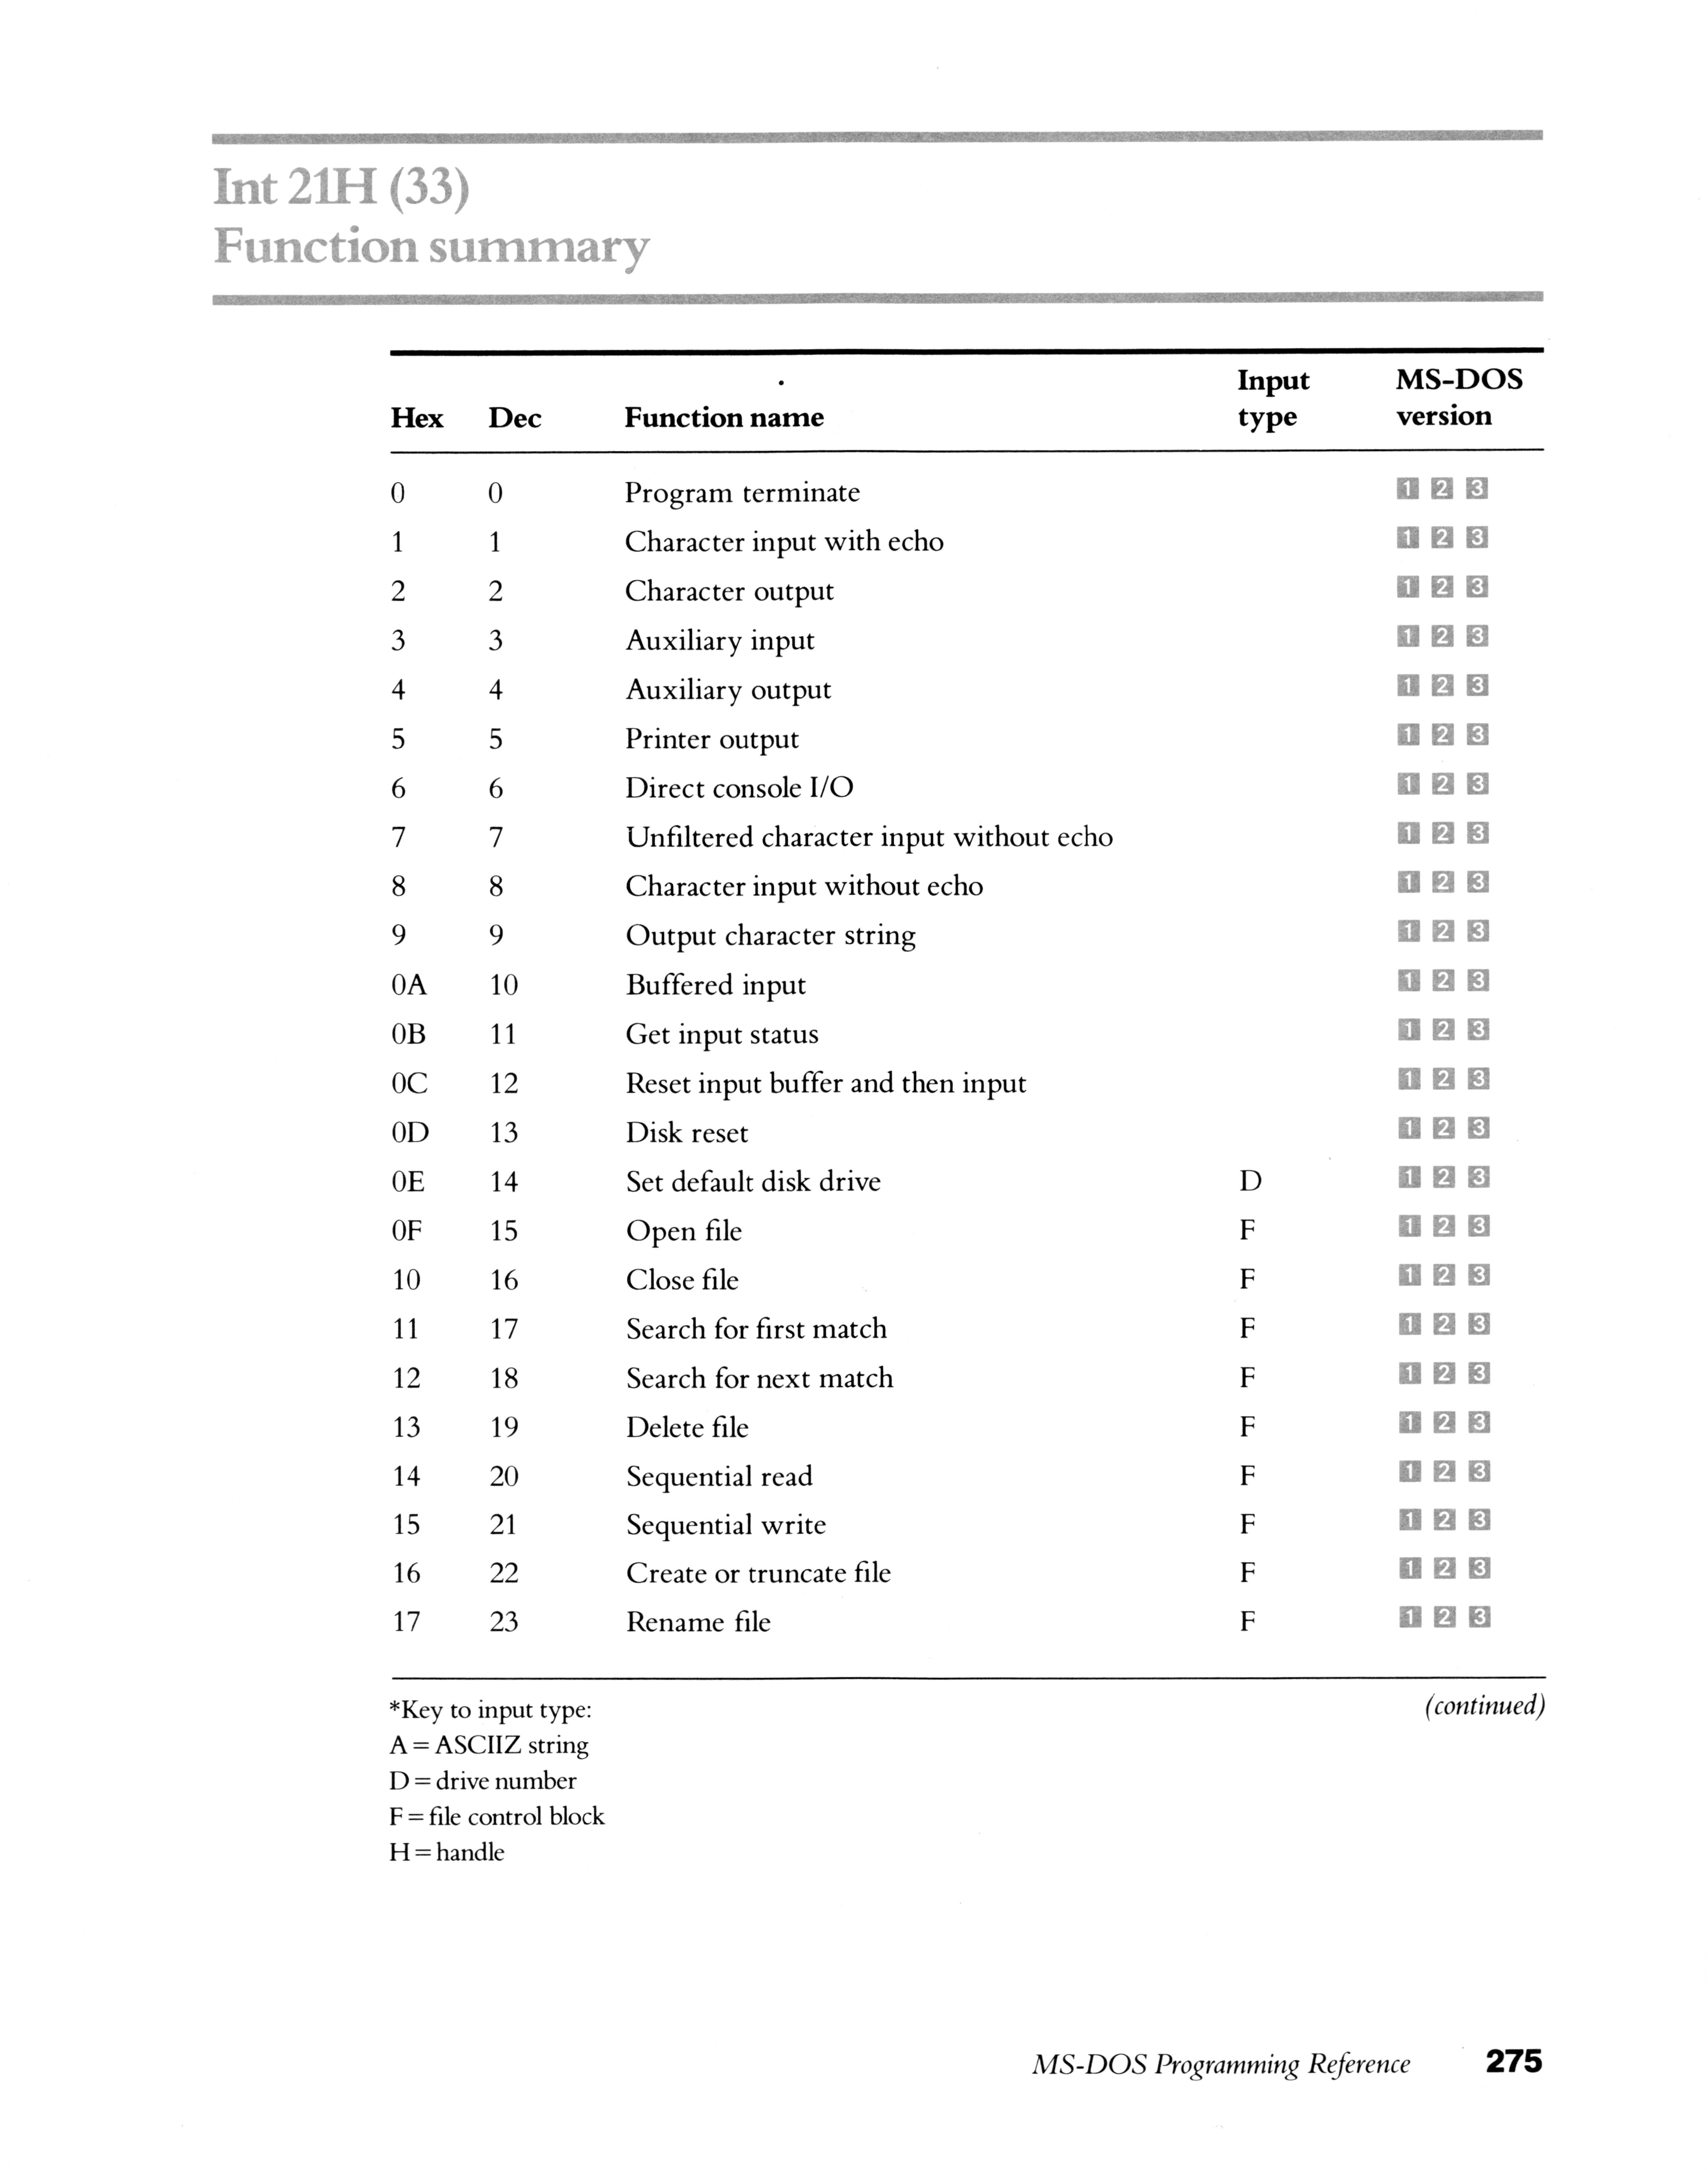 Int 21H (33)
Function summary
Hex Dec Function name Input type MS-DOS version
0 0 Program terminate 1 2 3
1 1 Character input with echo 1 2 3
2 2 Character output 1 2 3
3 3 Auxiliary input 1 2 3
4 4 Auxiliary output 1 2 3
5 5 Printer output 1 2 3
6 6 Direct console I/O 1 2 3
7 7 Unfiltered character input without echo 1 2 3
8 8 Character input without echo 1 2 3
9 9 Output character string 1 2 3
0A 10 Buffered input 1 2 3
0B 11 Get input status 1 2 3
0C 12 Reset input buffer and then input 1 2 3
0D 13 Disk reset 1 2 3
0E 14 Set default disk drive D 1 2 3
0F 15 Open file F 1 2 3
10 16 Close file F 1 2 3
11 17 Search for first match F 1 2 3
12 18 Search for next match F 1 2 3
13 19 Delete file F 1 2 3
14 20 Sequential read F 1 2 3
15 21 Sequential write F 1 2 3
16 22 Create or truncate file F 1 2 3
17 23 Rename file F 1 2 3
*Key to input type: (continued)
A = ASCIIZ string
D = drive number
F = file control block
H = handle
MS-DOS Programming Reference 275